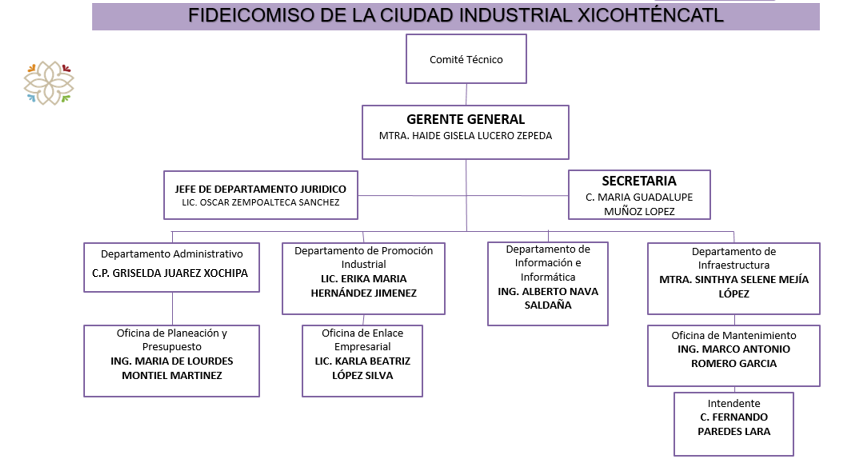 FIDEICOMISO DE LA CIUDAD INDUSTRIAL XICOHTÉNCATL
Comité Técnico
GERENTE GENERAL
MTRA. HAIDE GISELA LUCERO ZEPEDA
JEFE DE DEPARTAMENTO JURIDICO
LIC. OSCAR ZEMPOALTECA SANCHEZ
SECRETARIA
C. MARIA GUADALUPE
MUÑOZ LOPEZ
Departamento Administrativo
C.P. GRISELDA JUAREZ XOCHIPA
Departamento de Promoción
Industrial
LIC. ERIKA MARIA
HERNÁNDEZ JIMENEZ
Departamento de
Información e
Informática
ING. ALBERTO NAVA
SALDAÑA
Departamento de
Infraestructura
MTRA. SINTHYA SELENE MEJÍA
LÓPEZ
Oficina de Planeación y
Presupuesto
ING. MARIA DE LOURDES
MONTIEL MARTINEZ
Oficina de Enlace
Empresarial
LIC. KARLA BEATRIZ
LÓPEZ SILVA
Oficina de Mantenimiento
ING. MARCO ANTONIO
ROMERO GARCIA
Intendente
C. FERNANDO
PAREDES LARA